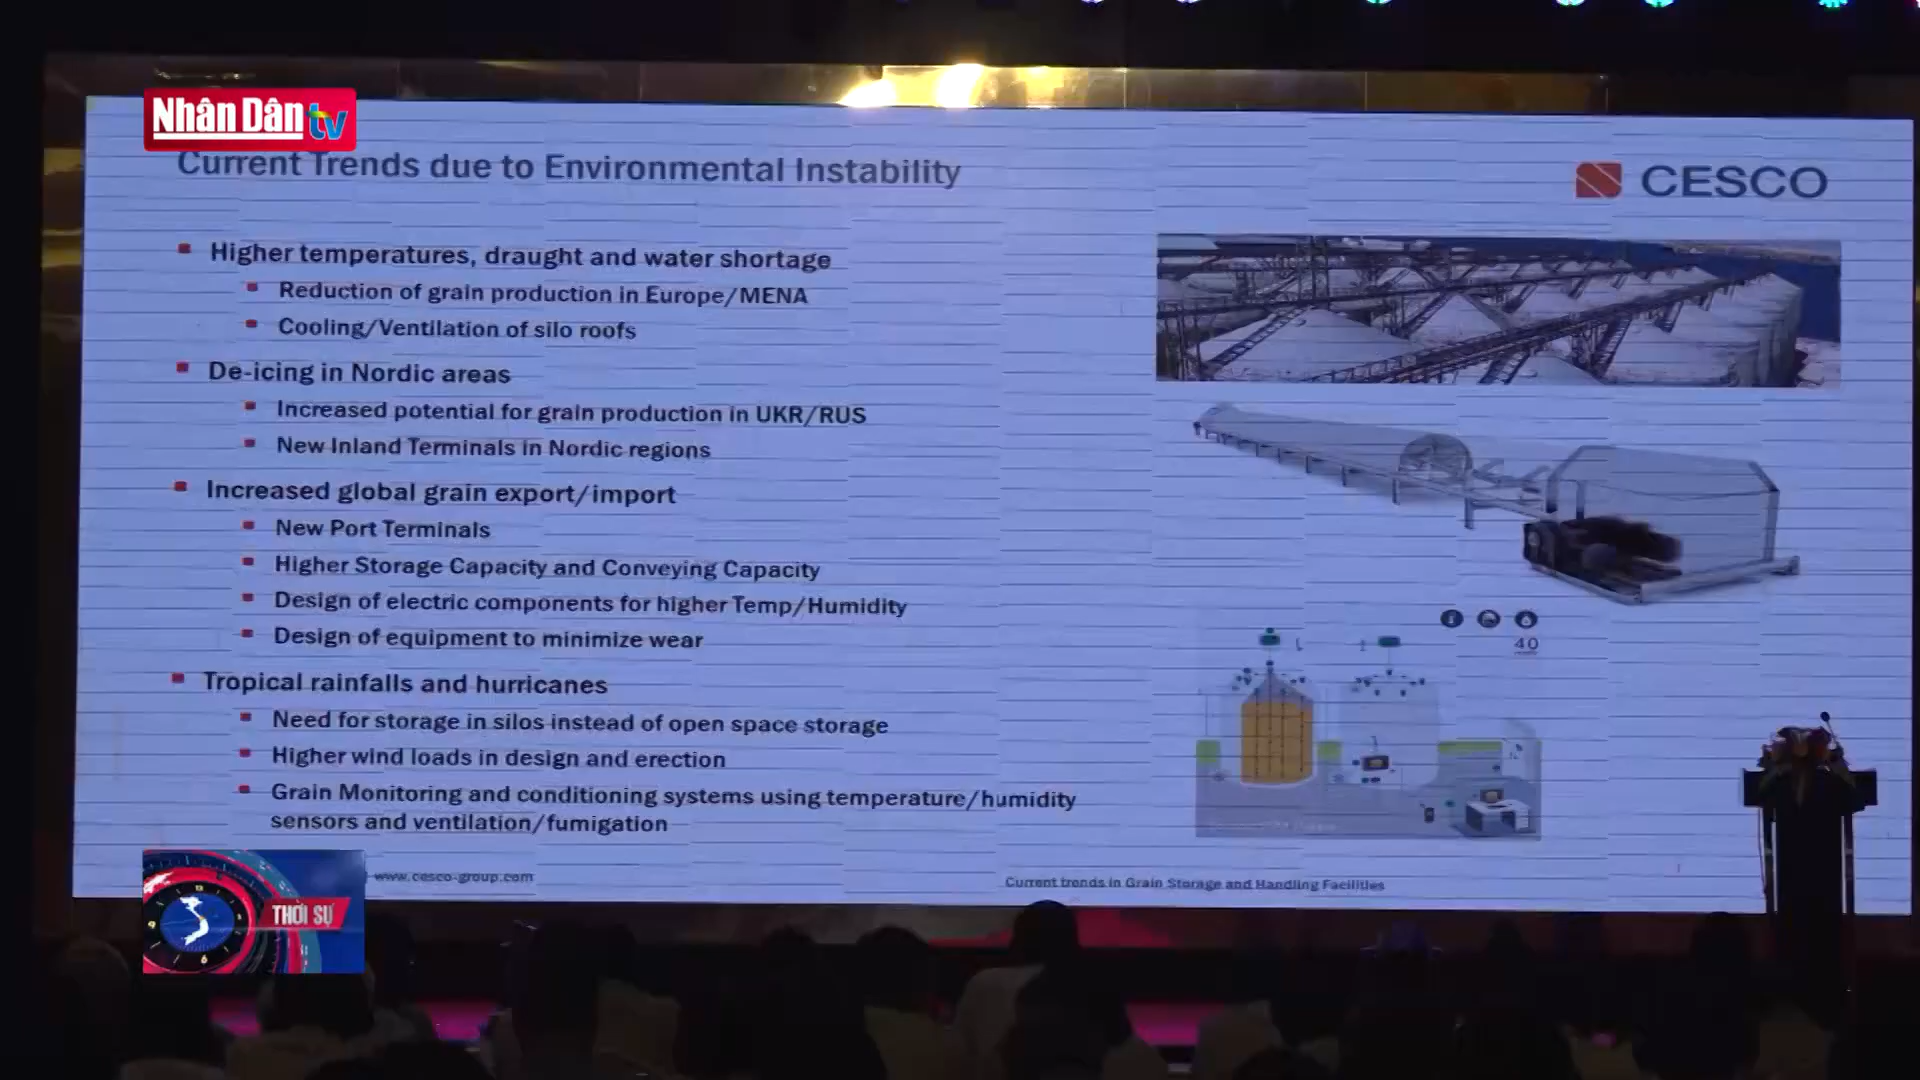 Nhân Dân tv
Current Trends due to Environmental Instability
CESCO
Higher temperatures, draught and water shortage
Reduction of grain production in Europe/MENA
Cooling/Ventilation of silo roofs
De-icing in Nordic areas
Increased potential for grain production in UKR/RUS
New Inland Terminals in Nordic regions
Increased global grain export/import
New Port Terminals
Higher Storage Capacity and Conveying Capacity
Design of electric components for higher Temp/Humidity
Design of equipment to minimize wear
40
Tropical rainfalls and hurricanes
Need for storage in silos instead of open space storage
Higher wind loads in design and erection
Grain Monitoring and conditioning systems using temperature/humidity
sensors and ventilation/fumigation
www.cesco-group.com
Current trends in Grain Storage and Handling Facilities
THỜI SỰ
12
9
6